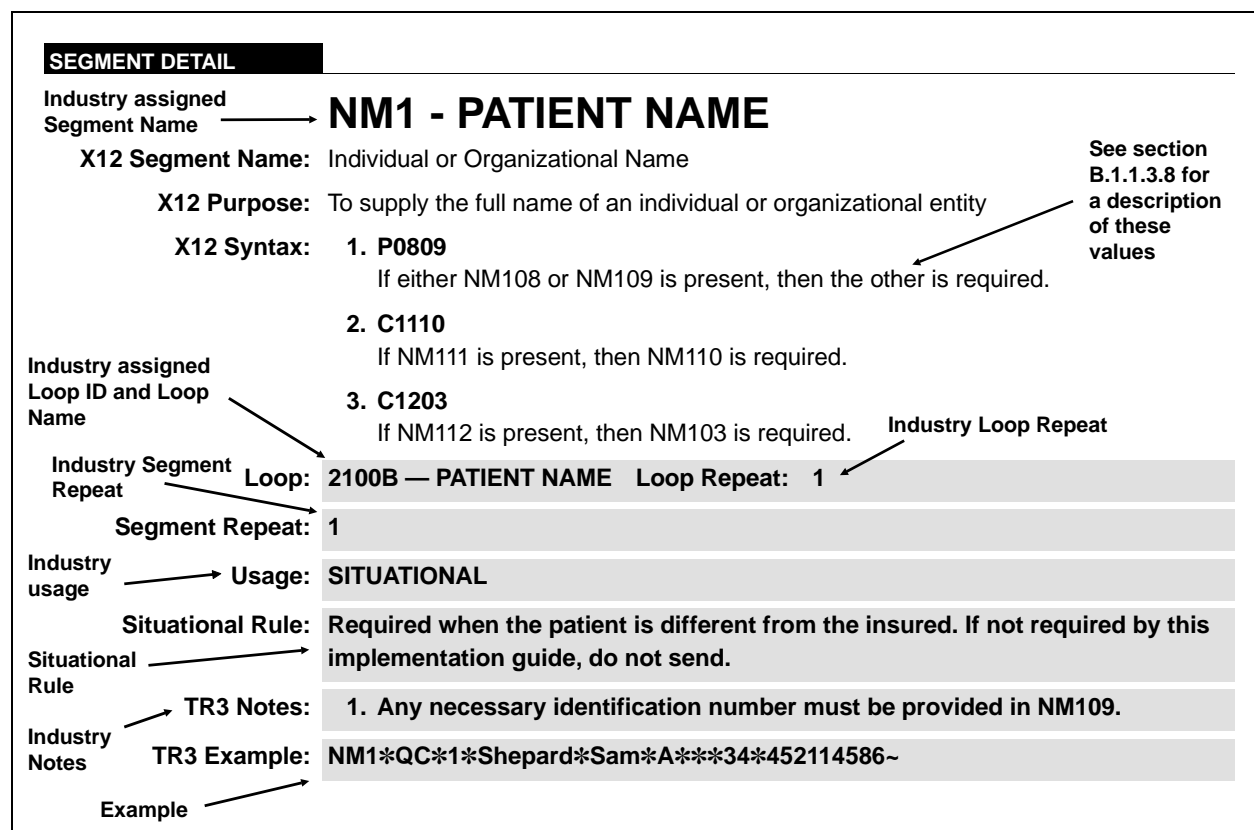 SEGMENT DETAIL
Industry assigned
Segment Name
NM1 - PATIENT NAME
X12 Segment Name: Individual or Organizational Name
See section
B.1.1.3.8 for
a description
of these
values
X12 Purpose: To supply the full name of an individual or organizational entity
X12 Syntax: 1. P0809
If either NM108 or NM109 is present, then the other is required.
2. C1110
If NM111 is present, then NM110 is required.
Industry assigned
Loop ID and Loop
Name
3. C1203
If NM112 is present, then NM103 is required.
Industry Loop Repeat
Industry Segment
Repeat
Loop: 2100B — PATIENT NAME Loop Repeat: 1
Segment Repeat: 1
Industry
usage
Usage: SITUATIONAL
Situational Rule: Required when the patient is different from the insured. If not required by this
implementation guide, do not send.
Situational
Rule
TR3 Notes: 1. Any necessary identification number must be provided in NM109.
Industry
Notes
TR3 Example: NM1✽QC✽1✽Shepard✽Sam✽A✽✽✽34✽452114586~
Example